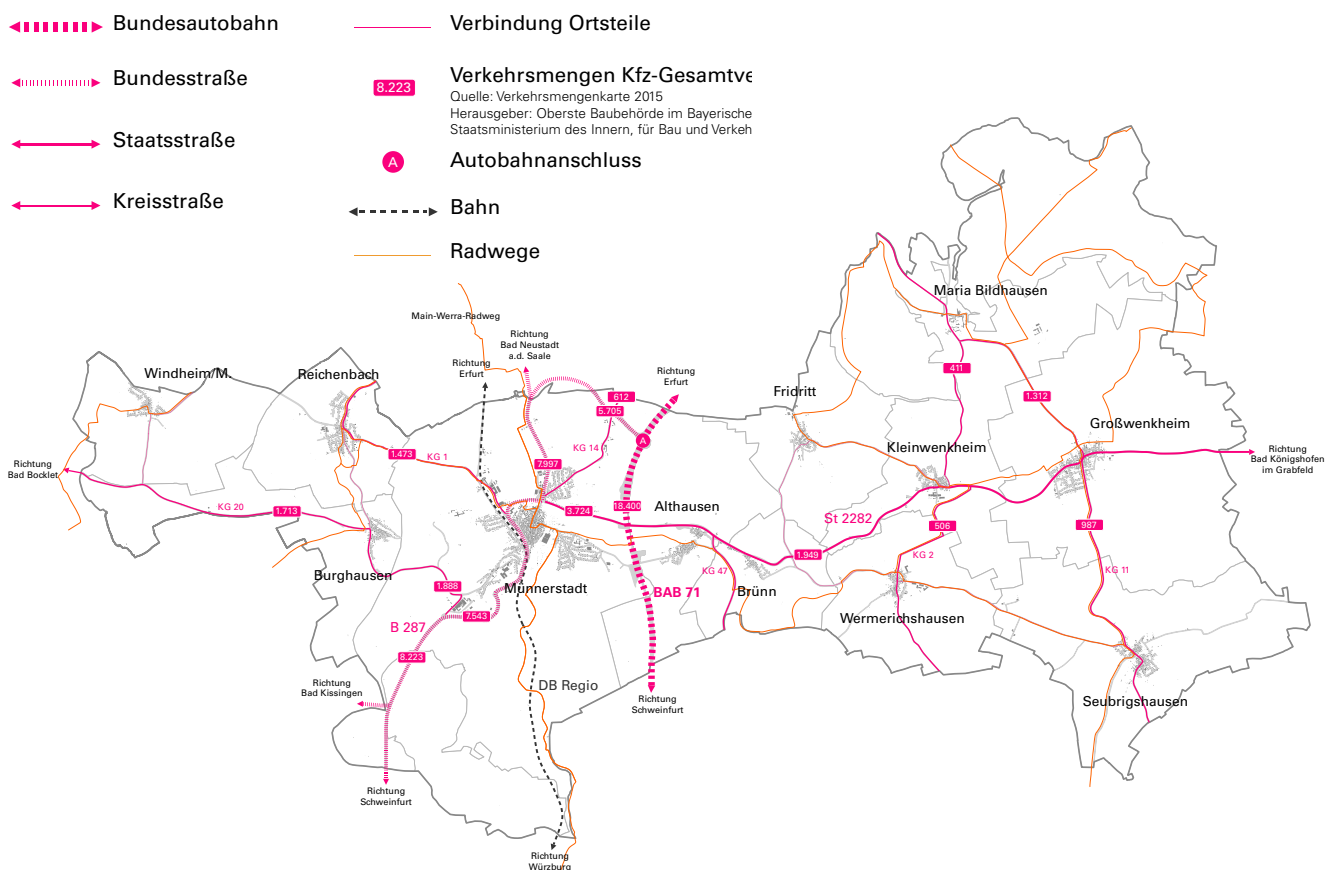 Bundesautobahn
Bundesstraße
Staatsstraße
Kreisstraße
Verbindung Ortsteile
8.223
Verkehrsmengen Kfz-Gesamtve
Quelle: Verkehrsmengenkarte 2015
Herausgeber: Oberste Baubehörde im Bayerische
Staatsministerium des Innern, für Bau und Verkeh
A
Autobahnanschluss
Bahn
Radwege
Maria Bildhausen
Main-Werra-Radweg
Richtung
Bad Neustadt
a.d. Saale
Richtung
Erfurt
Richtung
Erfurt
Windheim/M.
Reichenbach
411
612
5.705
1.312
Fridritt
Großwenkheim
A
KG 14
Kleinwenkheim
Richtung
Bad Königshofen
im Grabfeld
1.473
KG 1
7.997
Richtung
Bad Bocklet
KG 20
1.713
3.724
18.400
Althausen
St 2282
506
987
1.949
KG 2
KG 47
KG 11
Burghausen
1.888
Münnerstadt
BAB 71
Brünn
7.543
Wermerichshausen
B 287
8.223
Richtung
Bad Kissingen
DB Regio
Richtung
Schweinfurt
Seubrigshausen
Richtung
Schweinfurt
Richtung
Würzburg